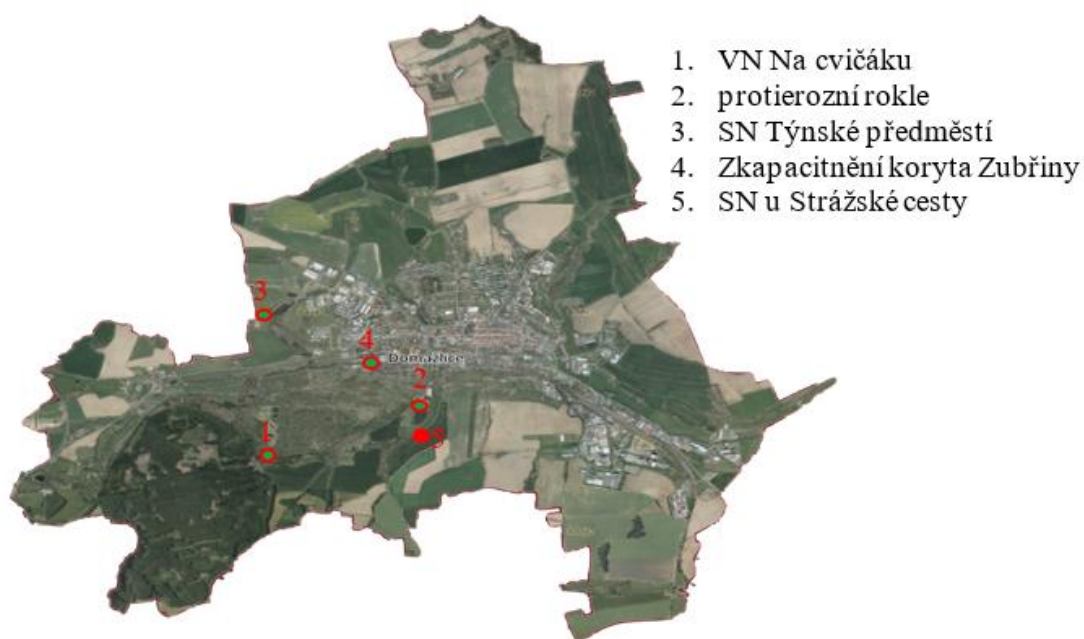 1. VN Na cvičáku
2. protierozní rokle
3. SN Týnské předměstí
4. Zkapacitnění koryta Zubřiny
5. SN u Strážské cesty
3
4
Domažlice
2
1
5